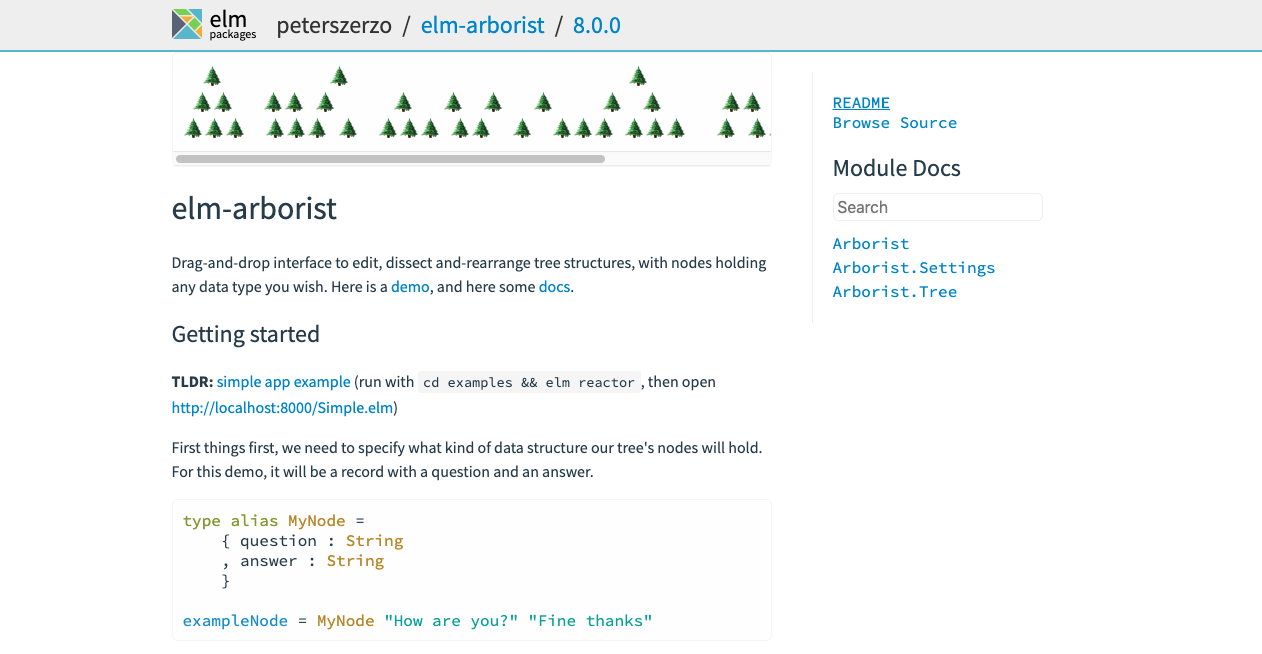 elm
packages
peterszerzo / elm-arborist / 8.0.0
elm-arborist
Drag-and-drop interface to edit, dissect and-rearrange tree structures, with nodes holding
any data type you wish. Here is a demo, and here some docs.
Getting started
TLDR: simple app example (run with cd examples && elm reactor, then open
http://localhost:8000/Simple.elm)
First things first, we need to specify what kind of data structure our tree's nodes will hold.
For this demo, it will be a record with a question and an answer.
type alias MyNode =
    { question : String
    , answer : String
    }
exampleNode = MyNode "How are you?" "Fine thanks"
README
Browse Source
Module Docs
Search
Arborist
Arborist.Settings
Arborist.Tree